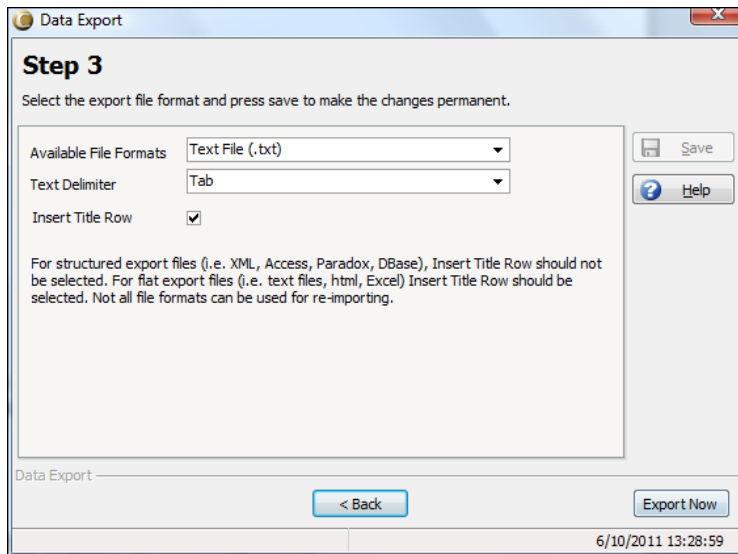 Data Export
Step 3
Select the export file format and press save to make the changes permanent.
Available File Formats Text File (.txt)
Save
Text Delimiter Tab
Help
Insert Title Row
For structured export files (i.e. XML, Access, Paradox, DBase), Insert Title Row should not
be selected. For flat export files (i.e. text files, html, Excel) Insert Title Row should be
selected. Not all file formats can be used for re-importing.
Data Export
< Back
Export Now
6/10/2011 13:28:59